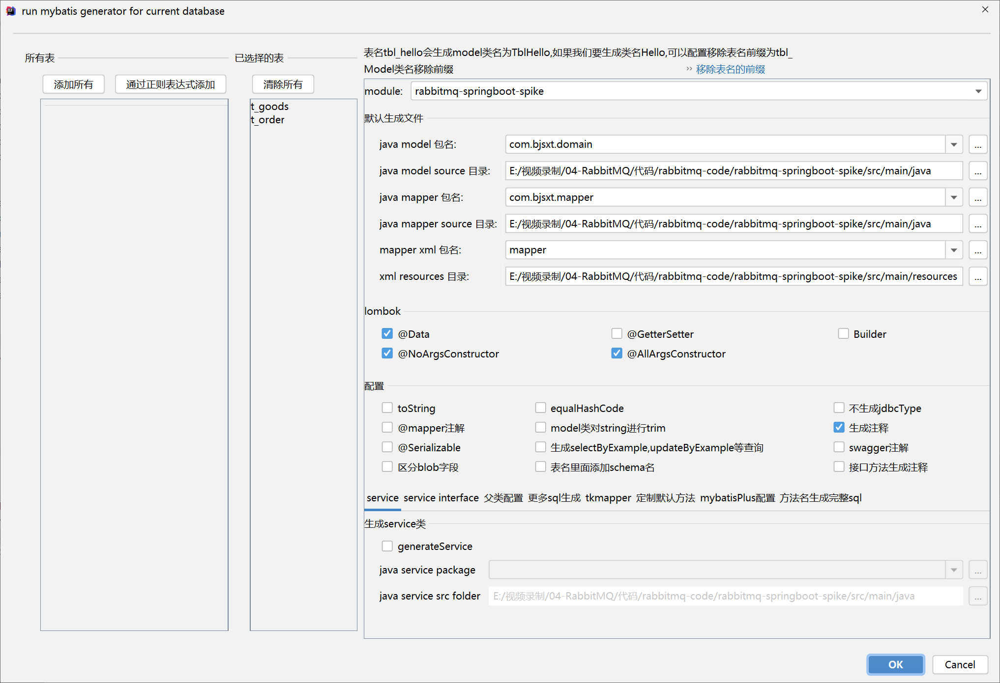 run mybatis generator for current database
所有表
添加所有
通过正则表达式添加
已选择的表
清除所有
t_goods
t_order
表名tbl_hello会生成model类名为TblHello,如果我们要生成类名Hello,可以配置移除表名前缀为tbl_
Model类名移除前缀
移除表名的前缀
module:
rabbitmq-springboot-spike
默认生成文件
java model 包名:
com.bjsxt.domain
...
java model source 目录:
E:/视频录制/04-RabbitMQ/代码/rabbitmq-code/rabbitmq-springboot-spike/src/main/java
...
java mapper 包名:
com.bjsxt.mapper
...
java mapper source 目录:
E:/视频录制/04-RabbitMQ/代码/rabbitmq-code/rabbitmq-springboot-spike/src/main/java
...
mapper xml 包名:
mapper
...
xml resources 目录:
E:/视频录制/04-RabbitMQ/代码/rabbitmq-code/rabbitmq-springboot-spike/src/main/resources
...
lombok
@Data
@GetterSetter
Builder
@NoArgsConstructor
@AllArgsConstructor
配置
toString
equalHashCode
不生成jdbcType
@mapper注解
model类对string进行trim
生成注释
@Serializable
生成selectByExample,updateByExample等查询
swagger注解
区分blob字段
表名里面添加schema名
接口方法生成注释
service
service interface
父类配置
更多sql生成
tkmapper
定制默认方法
mybatisPlus配置
方法名生成完整sql
生成service类
generateService
java service package
...
java service src folder
E:/视频录制/04-RabbitMQ/代码/rabbitmq-code/rabbitmq-springboot-spike/src/main/java
...
OK
Cancel